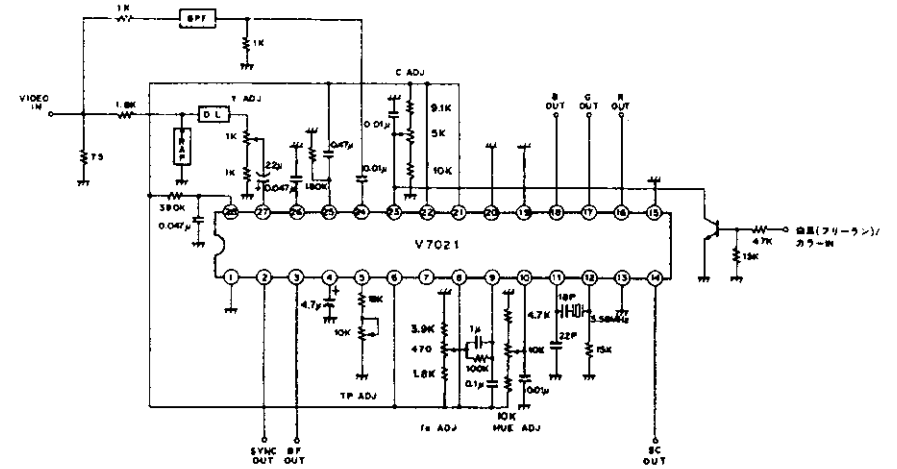 1K
BPF
1K
VIDEO IN
1.8K
TRAP
DL
Y ADJ
1K
1K
22μ
0.047μ
75
390K
0.047μ
180K
0.47μ
0.01μ
C ADJ
0.01μ
9.1K
5K
10K
B OUT
G OUT
R OUT
28
27
26
25
24
23
22
21
20
19
18
17
16
15
V7021
1
2
3
4
5
6
7
8
9
10
11
12
13
14
47K
15K
白黒(フリーラン)/
カラーIN
4.7μ
18K
10K
TP ADJ
3.9K
470
1.8K
1μ
100K
0.1μ
10K
0.01μ
10K
HUE ADJ
4.7K
18P
3.58MHz
22P
15K
SYNC OUT
BF OUT
fo ADJ
SC OUT